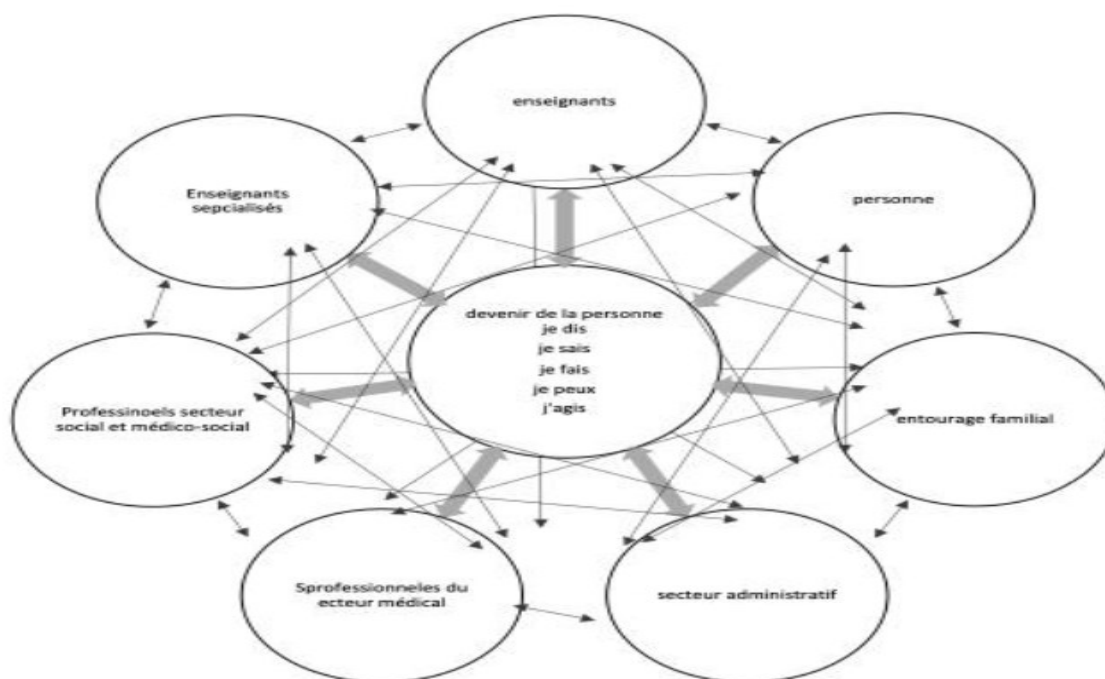 enseignants
Enseignants
sepcialisés
personne
devenir de la personne
je dis
je sais
je fais
je peux
j'agis
Professinoels secteur
social et médico-social
entourage familial
Sprofessionneles du
ecteur médical
secteur administratif